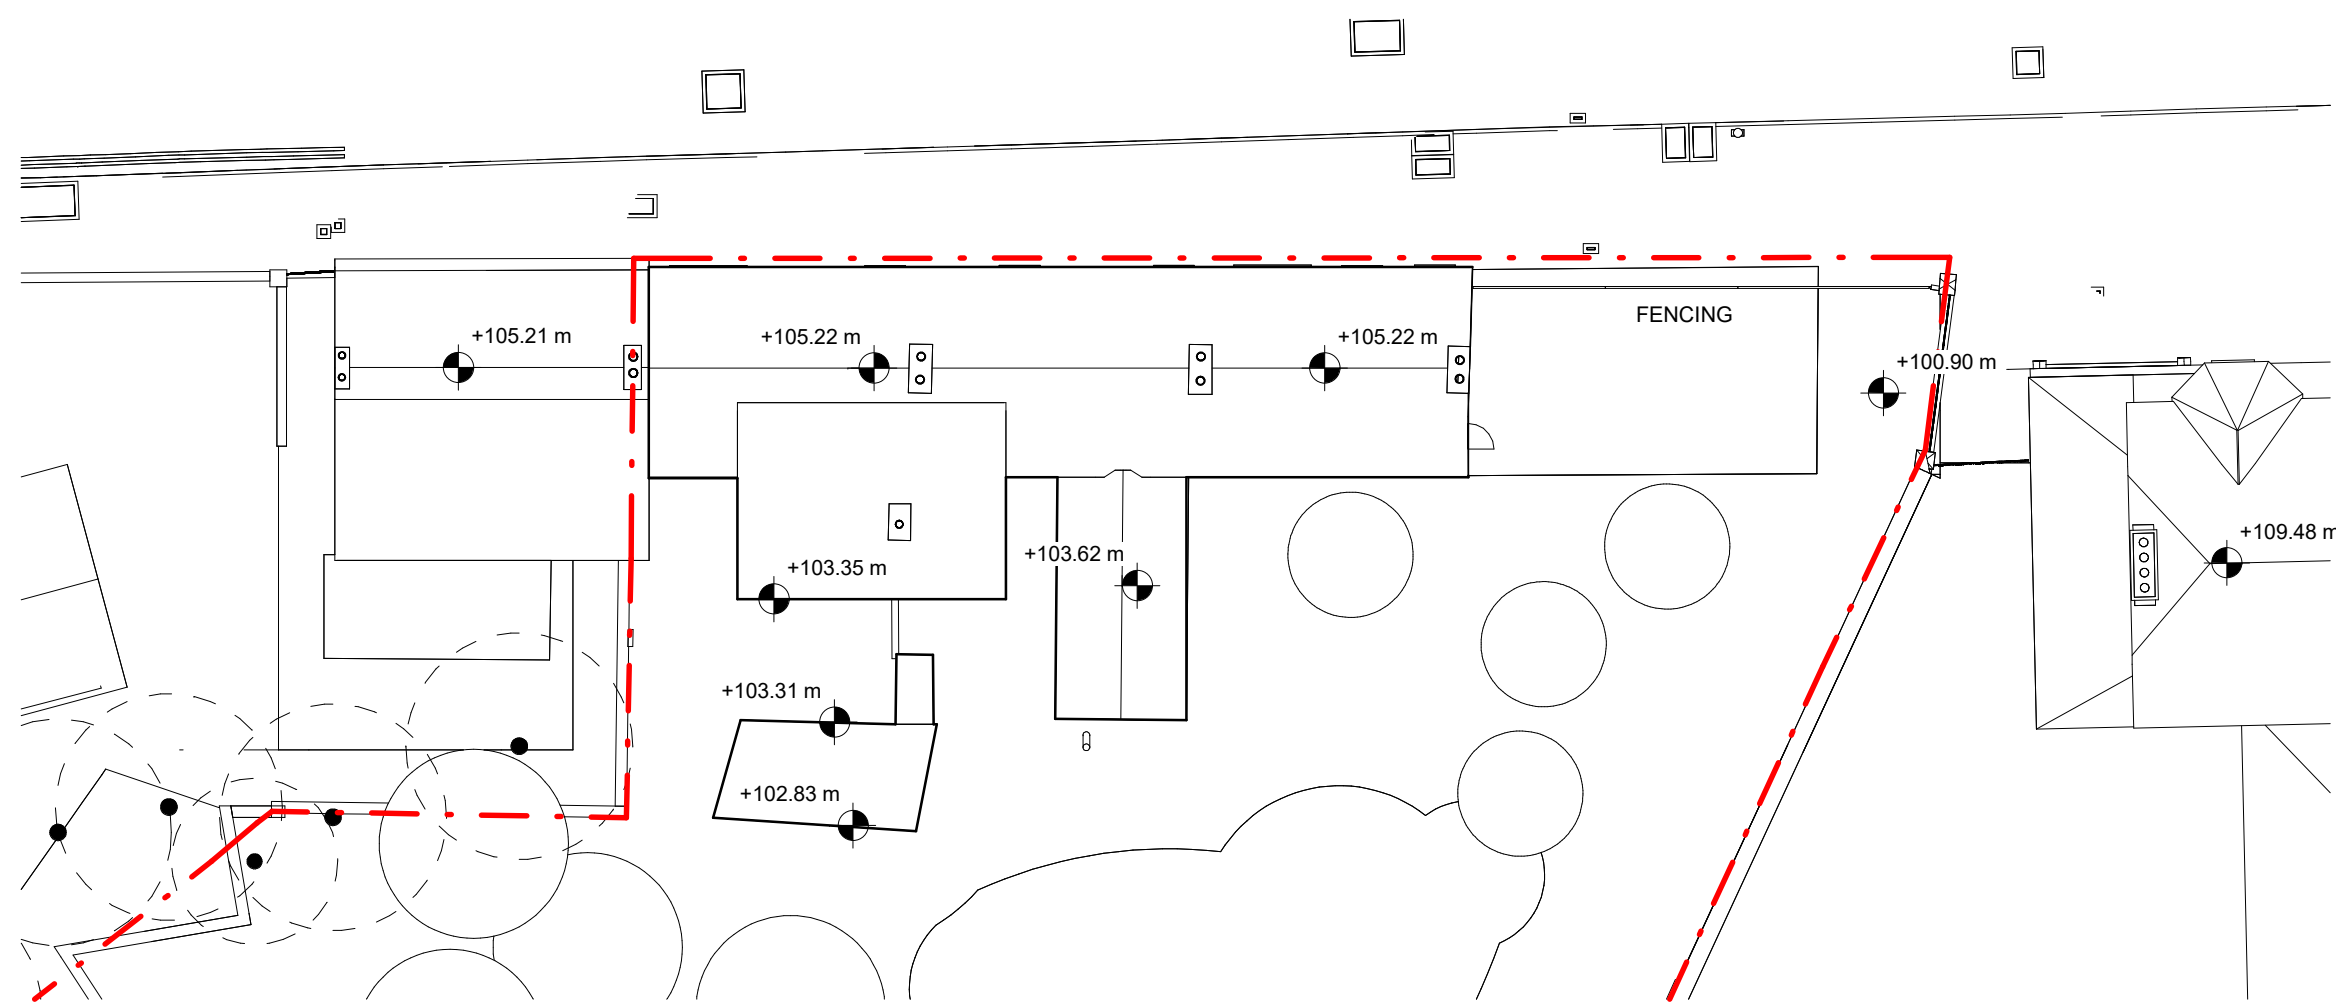 FENCING
+105.21 m
+105.22 m
+105.22 m
+100.90 m
+109.48 m
+103.62 m
+103.35 m
+103.31 m
+102.83 m